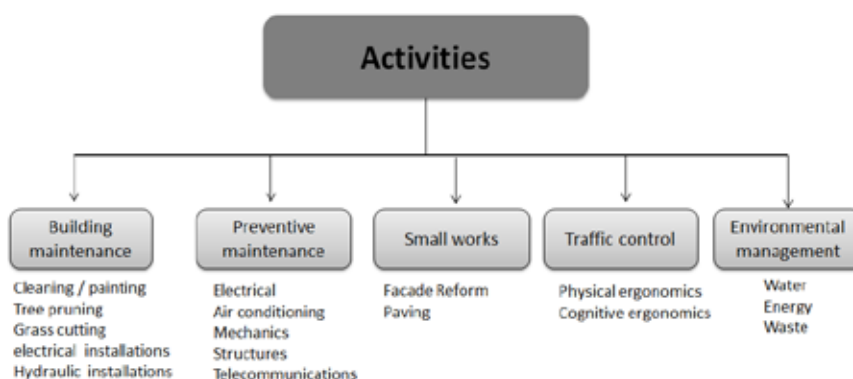 Activities
Building
maintenance
Cleaning / painting
Tree pruning
Grass cutting
electrical installations
Hydraulic installations
Preventive
maintenance
Electrical
Air conditioning
Mechanics
Structures
Telecommunications
Small works
Facade Reform
Paving
Traffic control
Physical ergonomics
Cognitive ergonomics
Environmental
management
Water
Energy
Waste